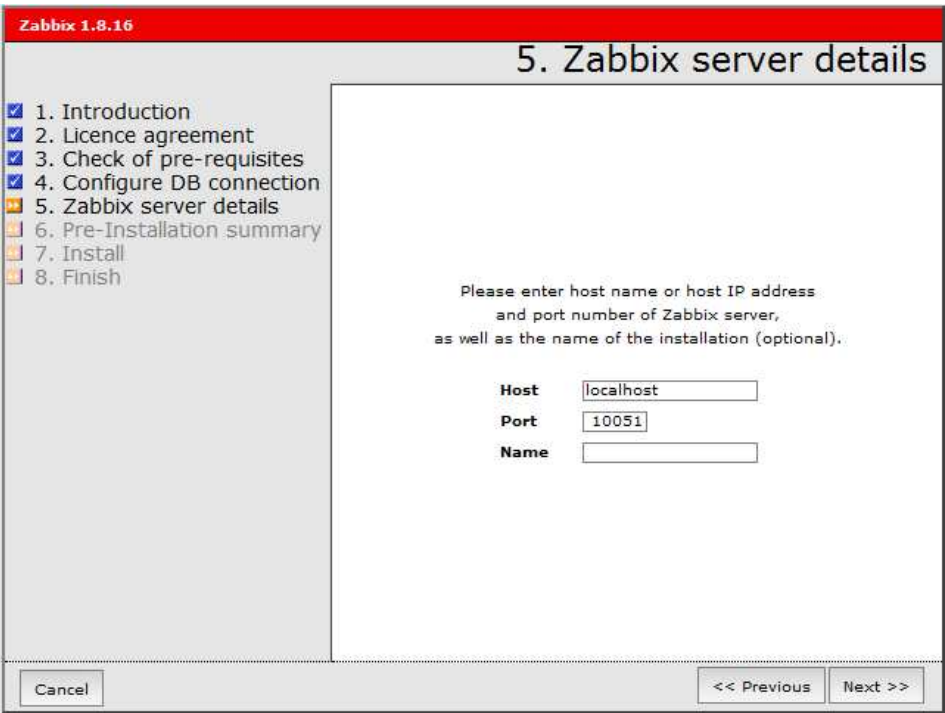 Zabbix 1.8.16
5. Zabbix server details
1. Introduction
2. Licence agreement
3. Check of pre-requisites
4. Configure DB connection
5. Zabbix server details
6. Pre-Installation summary
7. Install
8. Finish
Please enter host name or host IP address
and port number of Zabbix server,
as well as the name of the installation (optional).
Host localhost
Port 10051
Name
Cancel
<< Previous Next >>